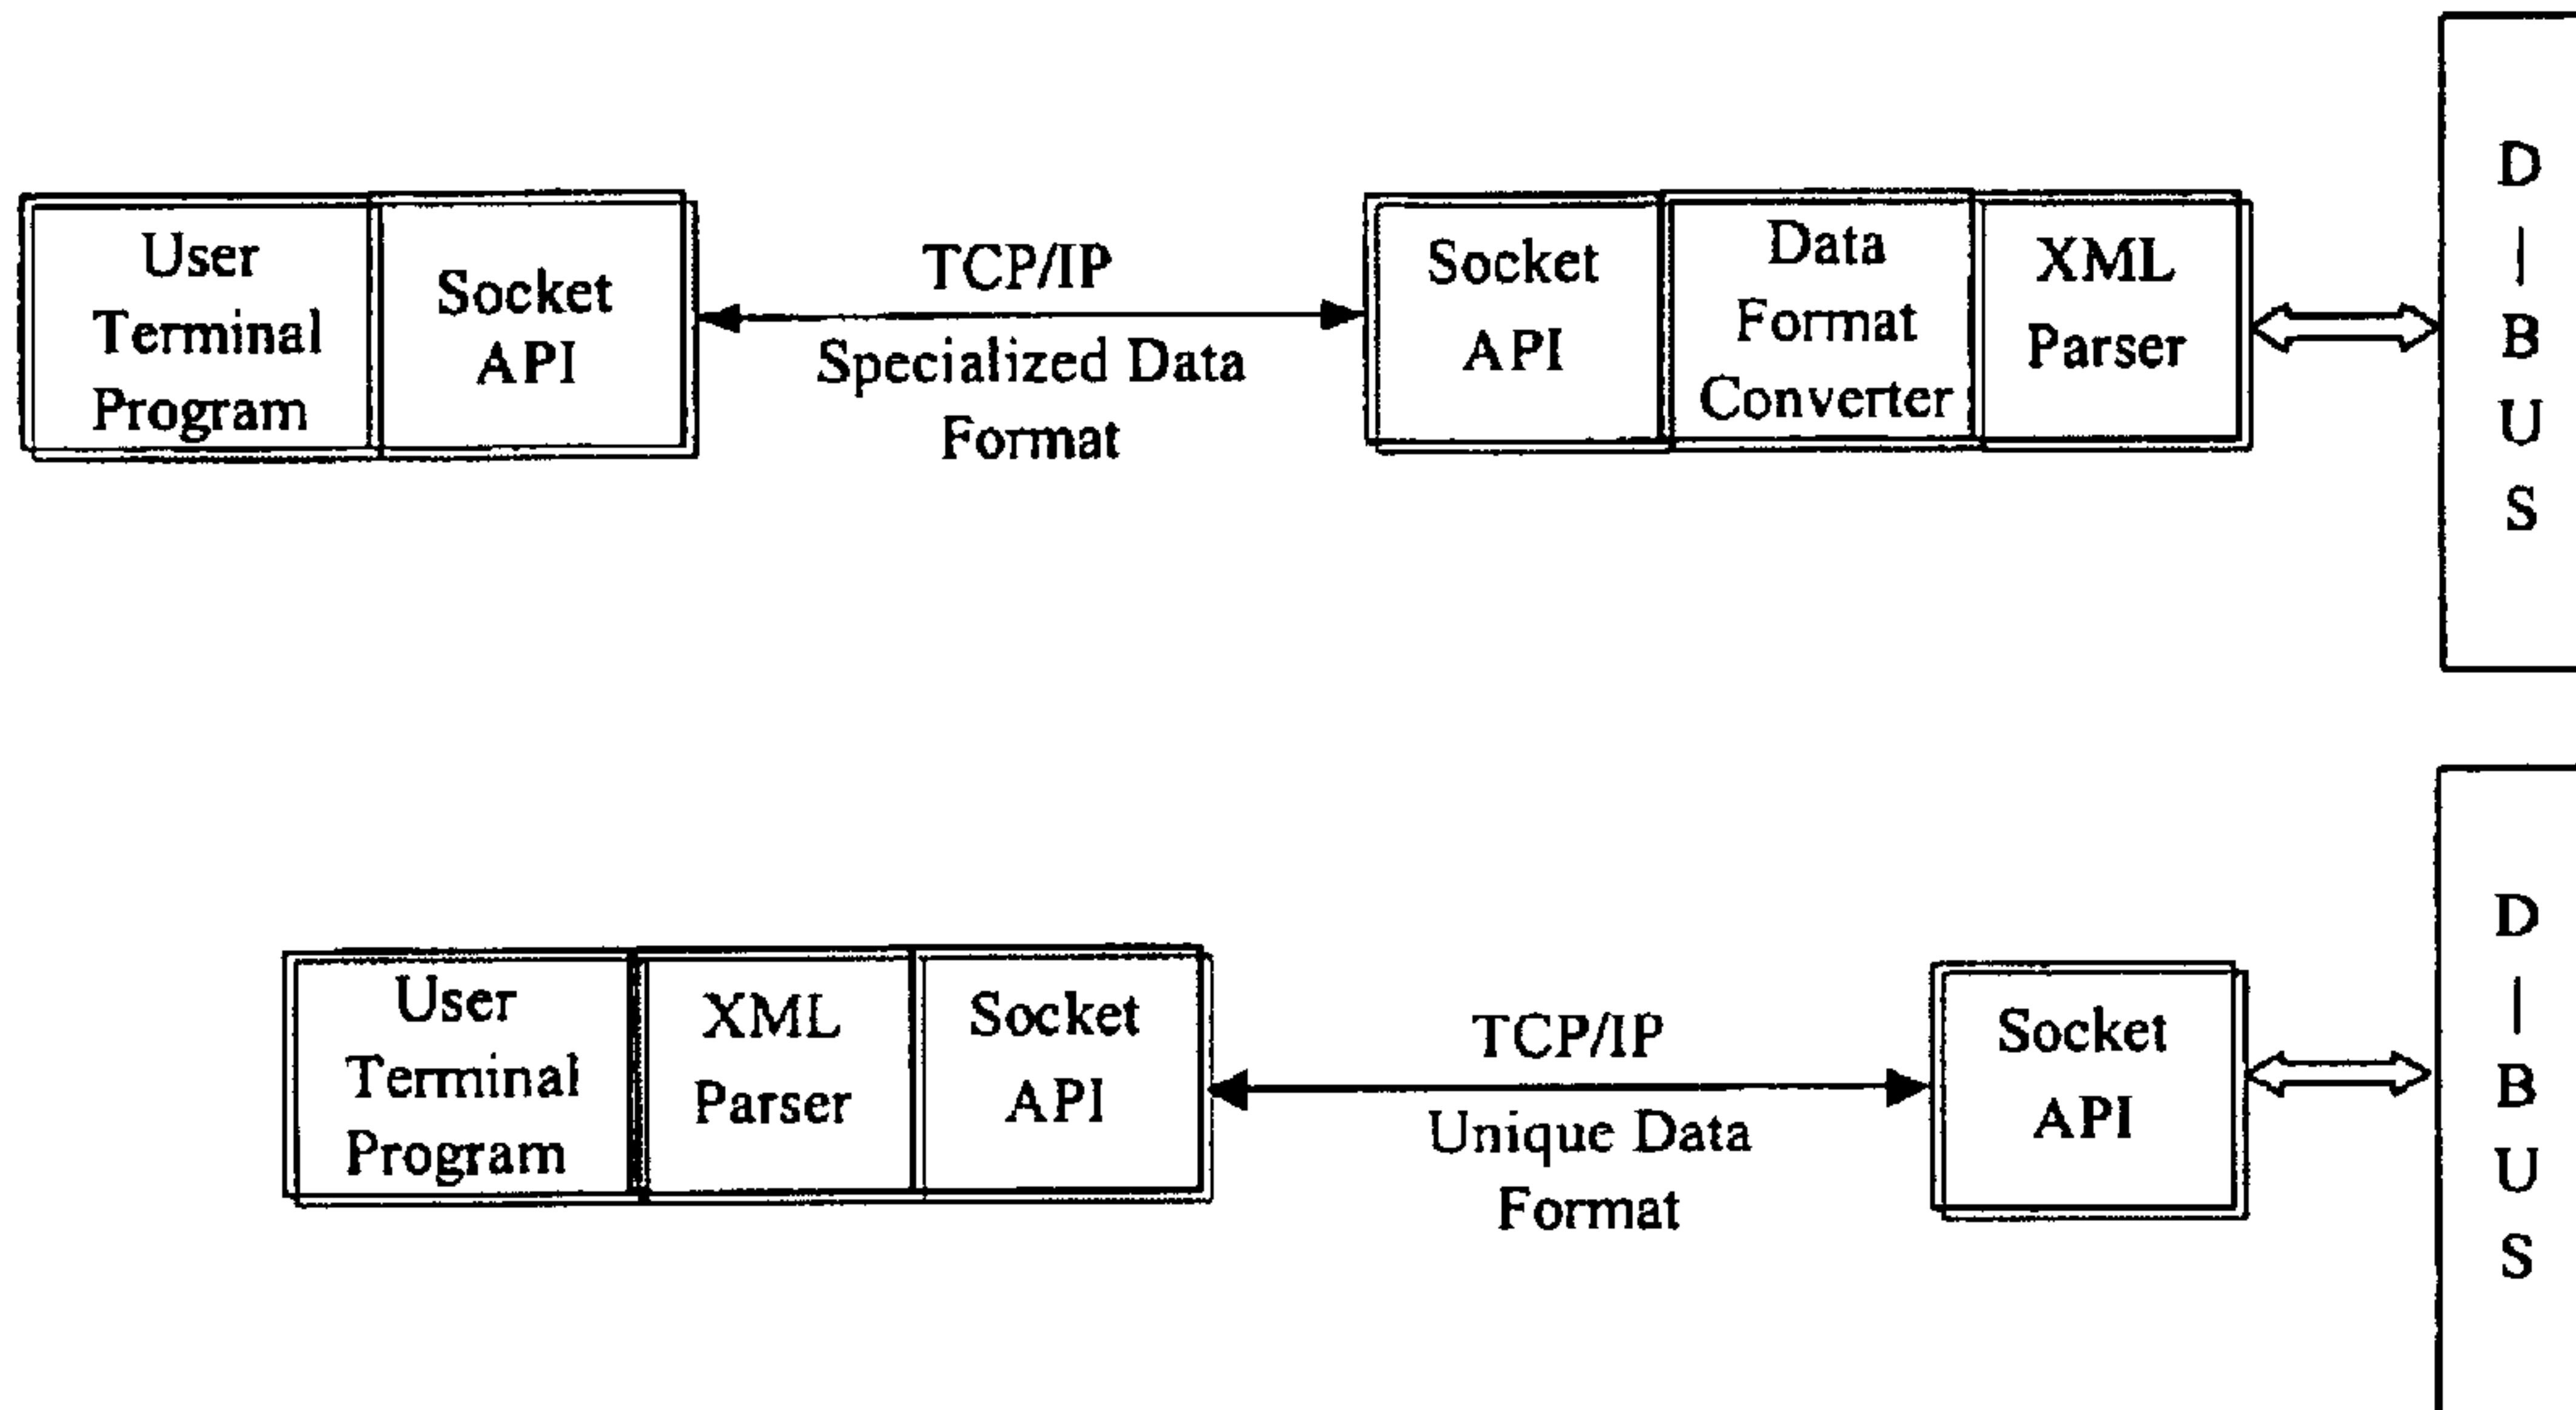 User
Terminal
Program
Socket
API
TCP/IP
Specialized Data
Format
Socket
API
Data
Format
Converter
XML
Parser
D
|
B
U
S
User
Terminal
Program
XML
Parser
Socket
API
TCP/IP
Unique Data
Format
Socket
API
D
|
B
U
S